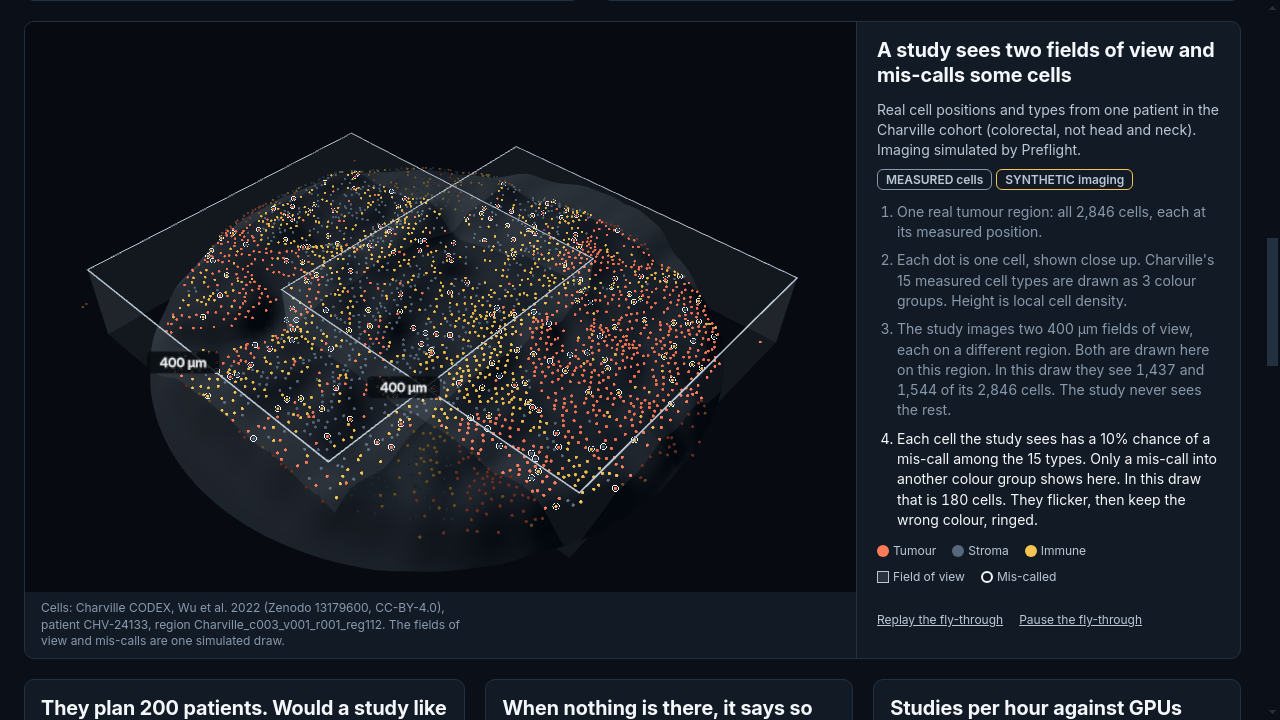 400 µm
400 µm
Cells: Charville CODEX, Wu et al. 2022 (Zenodo 13179600, CC-BY-4.0),
patient CHV-24133, region Charville_c003_v001_r001_reg112. The fields of
view and mis-calls are one simulated draw.
A study sees two fields of view and
mis-calls some cells
Real cell positions and types from one patient in the
Charville cohort (colorectal, not head and neck).
Imaging simulated by Preflight.
MEASURED cells SYNTHETIC imaging
1. One real tumour region: all 2,846 cells, each at
its measured position.
2. Each dot is one cell, shown close up. Charville's
15 measured cell types are drawn as 3 colour
groups. Height is local cell density.
3. The study images two 400 µm fields of view,
each on a different region. Both are drawn here
on this region. In this draw they see 1,437 and
1,544 of its 2,846 cells. The study never sees
the rest.
4. Each cell the study sees has a 10% chance of a
mis-call among the 15 types. Only a mis-call into
another colour group shows here. In this draw
that is 180 cells. They flicker, then keep the
wrong colour, ringed.
Tumour Stroma Immune
Field of view Mis-called
Replay the fly-through Pause the fly-through
They plan 200 patients. Would a study like
When nothing is there, it says so
Studies per hour against GPUs